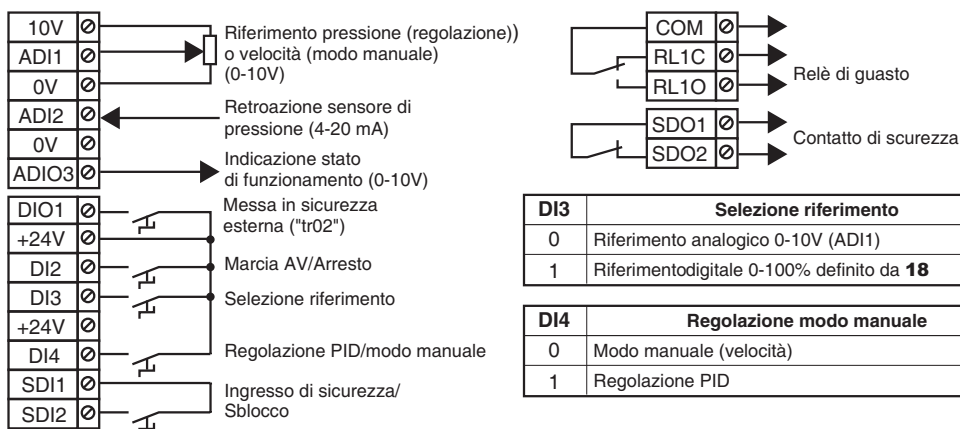 10V
ADI1
0V
ADI2
0V
ADIO3
Riferimento pressione (regolazione))
o velocità (modo manuale)
(0-10V)
Retroazione sensore di
pressione (4-20 mA)
Indicazione stato
di funzionamento (0-10V)
DIO1
+24V
DI2
DI3
+24V
DI4
SDI1
SDI2
Messa in sicurezza
esterna ("tr02")
Marcia AV/Arresto
Selezione riferimento
Regolazione PID/modo manuale
Ingresso di sicurezza/
Sblocco
COM
RL1C
RL1O
Relè di guasto
SDO1
SDO2
Contatto di scurezza
DI3 Selezione riferimento
0 Riferimento analogico 0-10V (ADI1)
1 Riferimentodigitale 0-100% definito da 18
DI4 Regolazione modo manuale
0 Modo manuale (velocità)
1 Regolazione PID